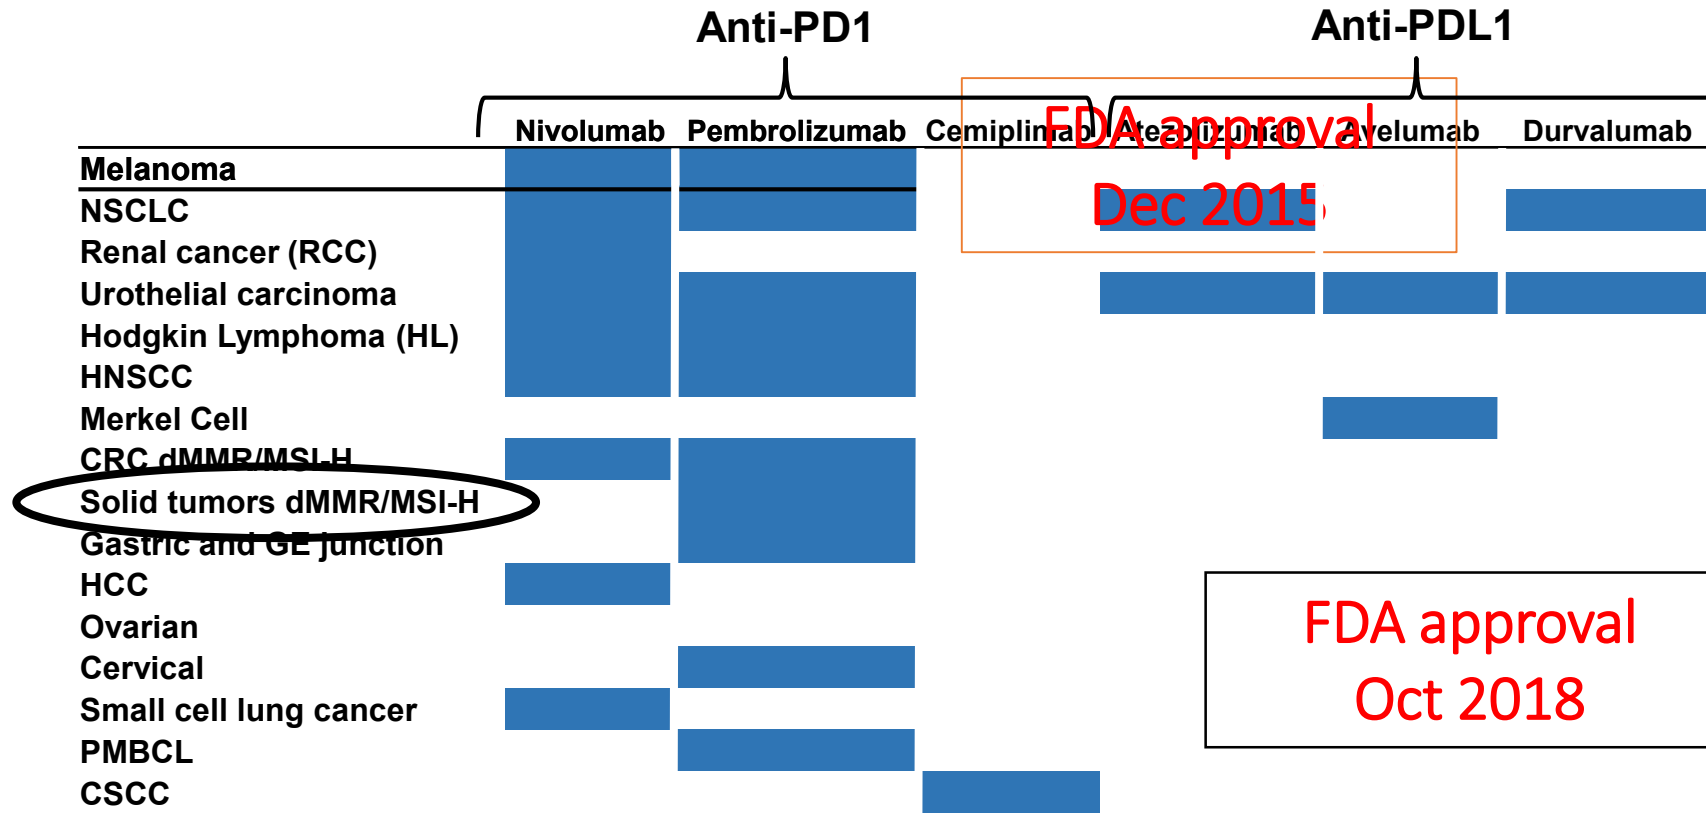 Anti-PD1
Anti-PDL1
Nivolumab Pembrolizumab Cemiplimab Atezolizumab Avelumab Durvalumab
FDA approval
Dec 2015
Melanoma
NSCLC
Renal cancer (RCC)
Urothelial carcinoma
Hodgkin Lymphoma (HL)
HNSCC
Merkel Cell
CRC dMMR/MSI-H
Solid tumors dMMR/MSI-H
Gastric and GE junction
HCC
Ovarian
Cervical
Small cell lung cancer
PMBCL
CSCC
FDA approval
Oct 2018